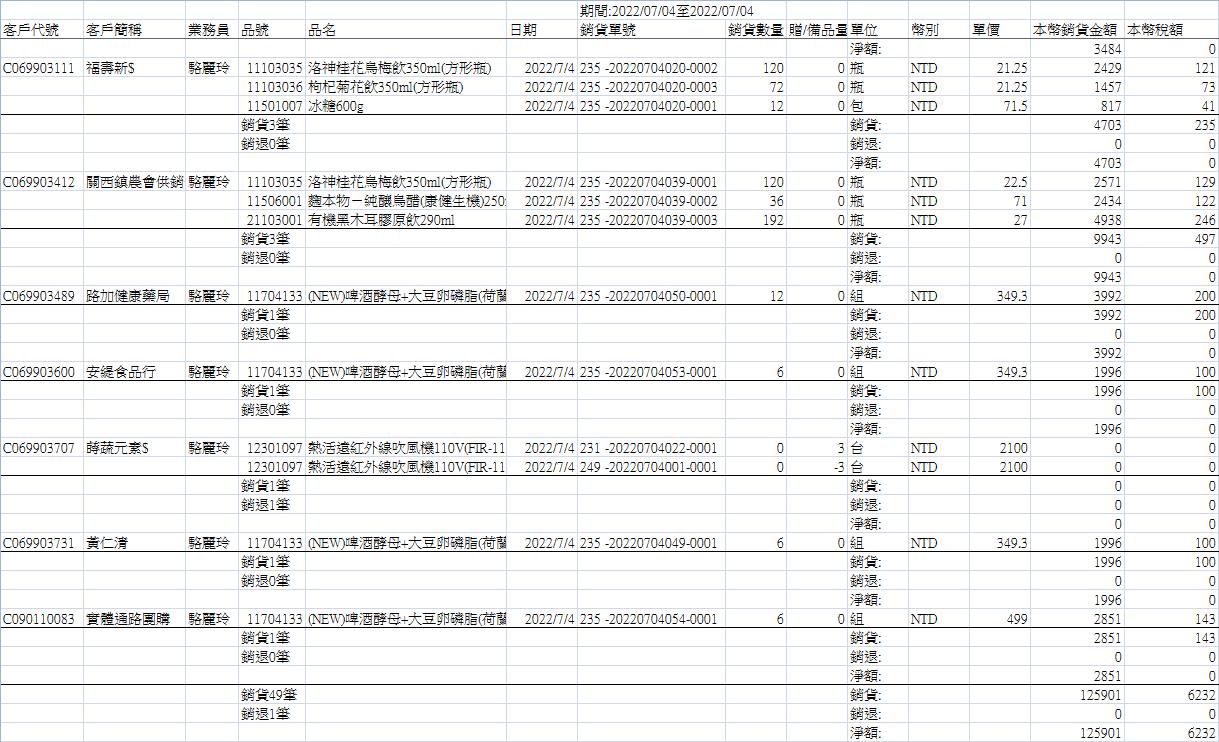 期間:2022/07/04至2022/07/04
客戶代號 客戶簡稱 業務員 品號 品名 日期 銷貨單號 銷貨數量 贈/備品量 單位 幣別 單價 本幣銷貨金額 本幣稅額
淨額: 3484 0
C069903111 福壽新$ 駱麗玲 11103035 洛神桂花烏梅飲350ml(方形瓶) 2022/7/4 235 -20220704020-0002 120 0 瓶 NTD 21.25 2429 121
11103036 枸杞菊花飲350ml(方形瓶) 2022/7/4 235 -20220704020-0003 72 0 瓶 NTD 21.25 1457 73
11501007 冰糖600g 2022/7/4 235 -20220704020-0001 12 0 包 NTD 71.5 817 41
銷貨3筆 銷貨: 4703 235
銷退0筆 銷退: 0 0
淨額: 4703 0
C069903412 關西鎮農會供銷 駱麗玲 11103035 洛神桂花烏梅飲350ml(方形瓶) 2022/7/4 235 -20220704039-0001 120 0 瓶 NTD 22.5 2571 129
11506001 麴本物－純釀烏醋(康健生機)250 2022/7/4 235 -20220704039-0002 36 0 瓶 NTD 71 2434 122
21103001 有機黑木耳膠原飲290ml 2022/7/4 235 -20220704039-0003 192 0 瓶 NTD 27 4938 246
銷貨3筆 銷貨: 9943 497
銷退0筆 銷退: 0 0
淨額: 9943 0
C069903489 路加健康藥局 駱麗玲 11704133 (NEW)啤酒酵母+大豆卵磷脂(荷蘭 2022/7/4 235 -20220704050-0001 12 0 組 NTD 349.3 3992 200
銷貨1筆 銷貨: 3992 200
銷退0筆 銷退: 0 0
淨額: 3992 0
C069903600 安緹食品行 駱麗玲 11704133 (NEW)啤酒酵母+大豆卵磷脂(荷蘭 2022/7/4 235 -20220704053-0001 6 0 組 NTD 349.3 1996 100
銷貨1筆 銷貨: 1996 100
銷退0筆 銷退: 0 0
淨額: 1996 0
C069903707 蒔蔬元素$ 駱麗玲 12301097 熱活遠紅外線吹風機110V(FIR-11 2022/7/4 231 -20220704022-0001 0 3 台 NTD 2100 0 0
12301097 熱活遠紅外線吹風機110V(FIR-11 2022/7/4 249 -20220704001-0001 0 -3 台 NTD 2100 0 0
銷貨1筆 銷貨: 0 0
銷退1筆 銷退: 0 0
淨額: 0 0
C069903731 黃仁清 駱麗玲 11704133 (NEW)啤酒酵母+大豆卵磷脂(荷蘭 2022/7/4 235 -20220704049-0001 6 0 組 NTD 349.3 1996 100
銷貨1筆 銷貨: 1996 100
銷退0筆 銷退: 0 0
淨額: 1996 0
C090110083 實體通路團購 駱麗玲 11704133 (NEW)啤酒酵母+大豆卵磷脂(荷蘭 2022/7/4 235 -20220704054-0001 6 0 組 NTD 499 2851 143
銷貨1筆 銷貨: 2851 143
銷退0筆 銷退: 0 0
淨額: 2851 0
銷貨49筆 銷貨: 125901 6232
銷退1筆 銷退: 0 0
淨額: 125901 6232